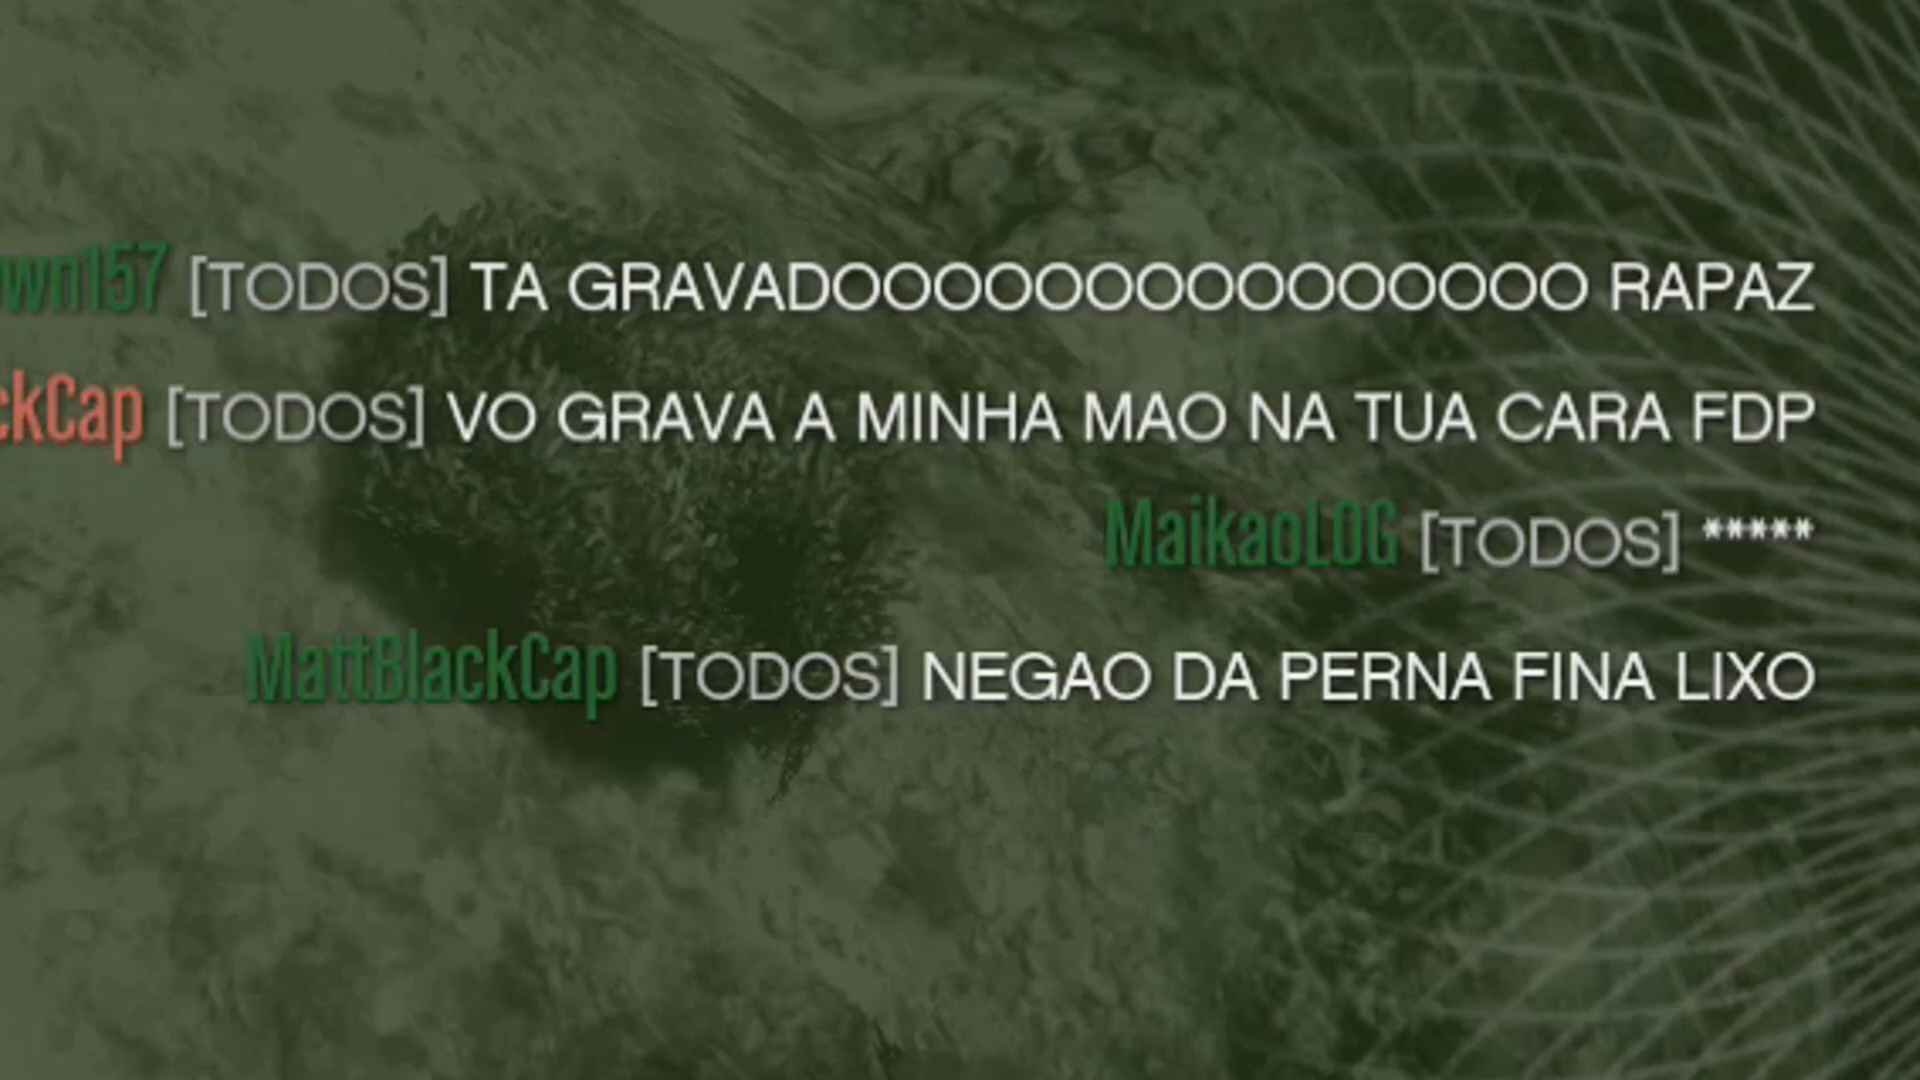 wn157 [TODOS] TA GRAVADOOOOOOOOOOOOOOOO RAPAZ
ckCap [TODOS] VO GRAVA A MINHA MAO NA TUA CARA FDP
MaikaoLOG [TODOS] *****
MattBlackCap [TODOS] NEGAO DA PERNA FINA LIXO